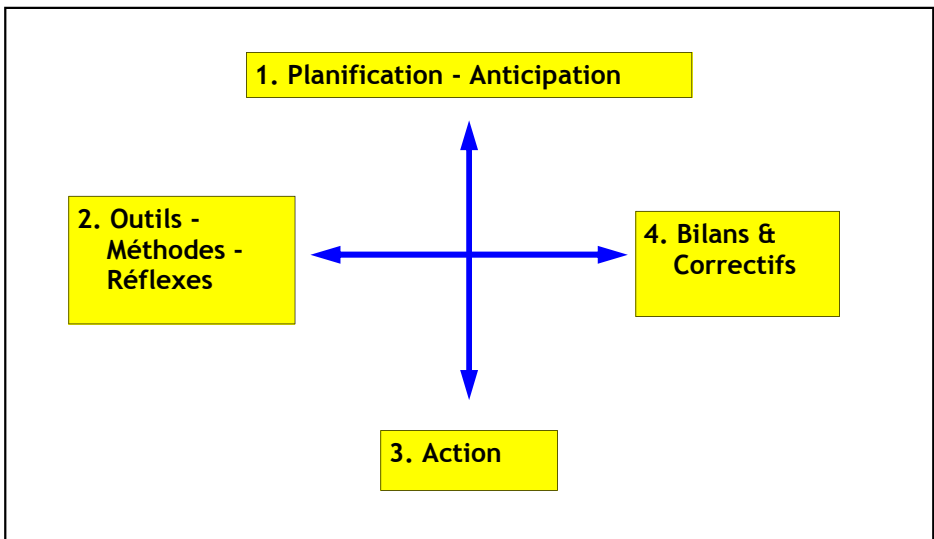 1. Planification - Anticipation
2. Outils -
Méthodes -
Réflexes
4. Bilans &
Correctifs
3. Action